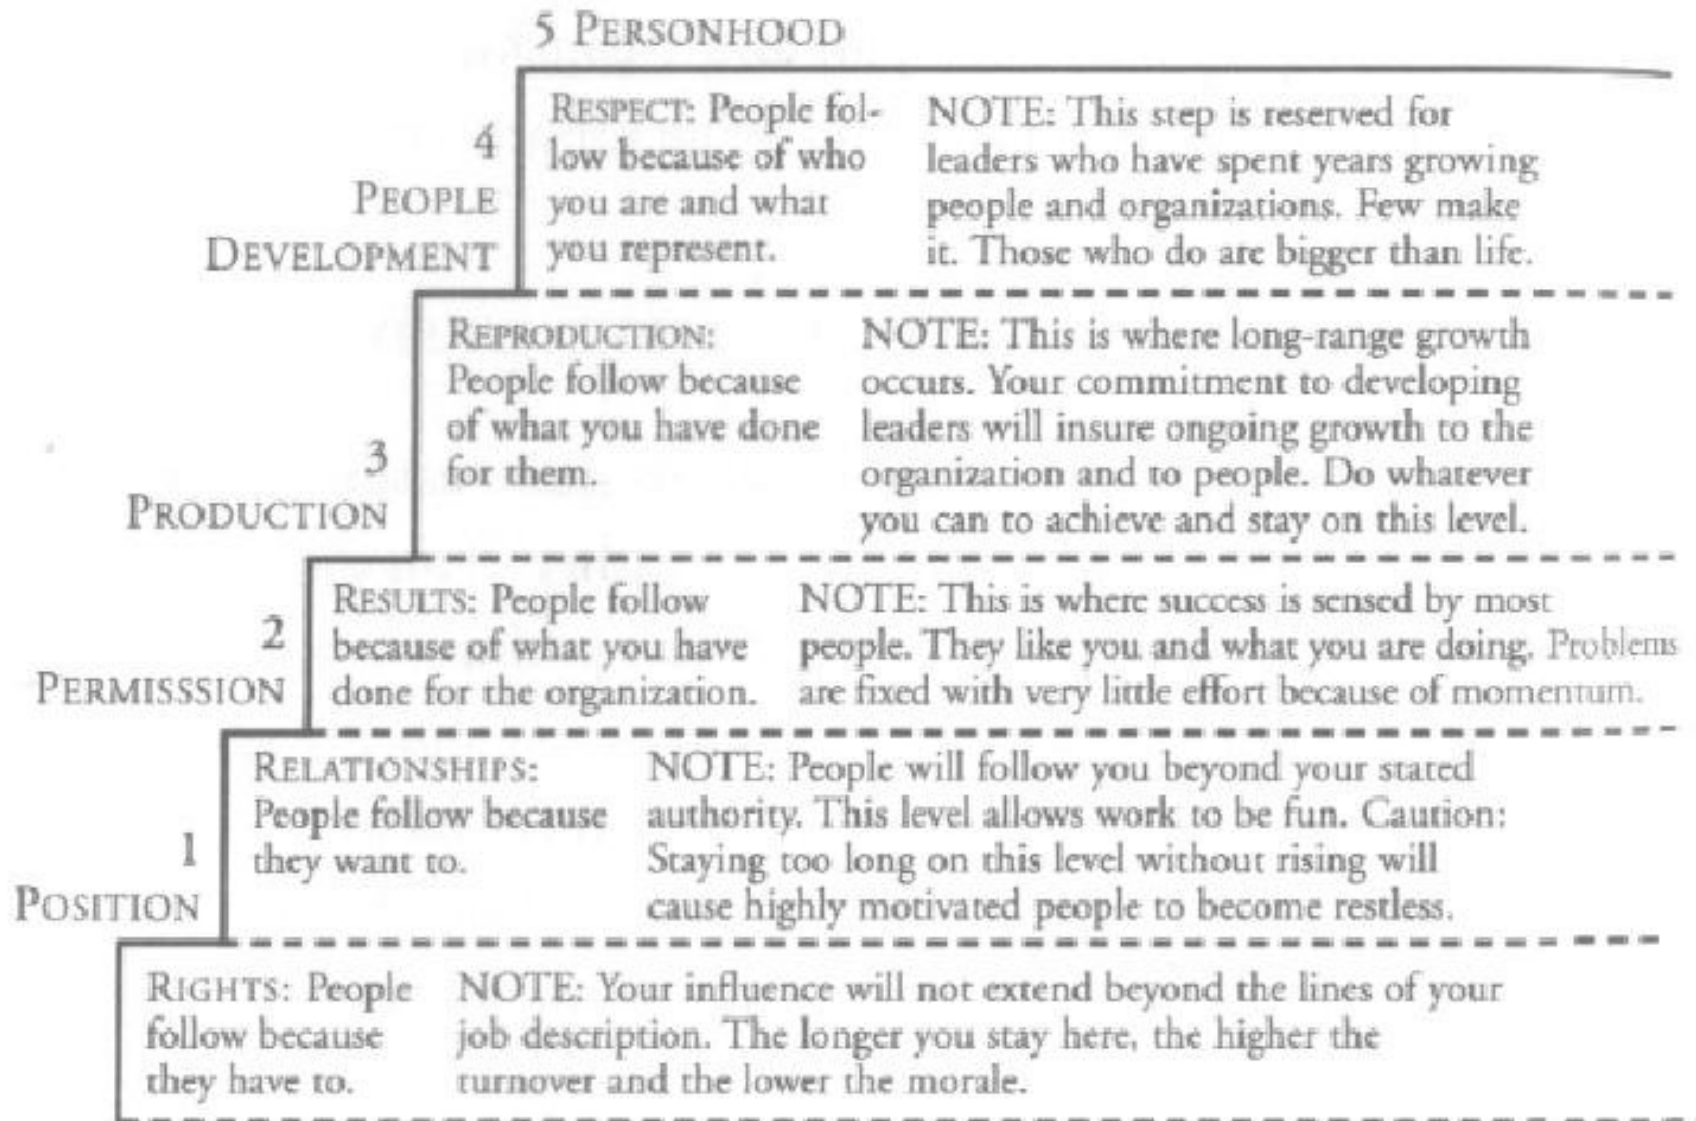 5 PERSONHOOD
4
PEOPLE
DEVELOPMENT
RESPECT: People fol-
low because of who
you are and what
you represent.
NOTE: This step is reserved for
leaders who have spent years growing
people and organizations. Few make
it. Those who do are bigger than life.
3
PRODUCTION
REPRODUCTION:
People follow because
of what you have done
for them.
NOTE: This is where long-range growth
occurs. Your commitment to developing
leaders will insure ongoing growth to the
organization and to people. Do whatever
you can to achieve and stay on this level.
2
PERMISSSION
RESULTS: People follow
because of what you have
done for the organization.
NOTE: This is where success is sensed by most
people. They like you and what you are doing. Problems
are fixed with very little effort because of momentum.
1
POSITION
RELATIONSHIPS:
People follow because
they want to.
NOTE: People will follow you beyond your stated
authority. This level allows work to be fun. Caution:
Staying too long on this level without rising will
cause highly motivated people to become restless.
RIGHTS: People
follow because
they have to.
NOTE: Your influence will not extend beyond the lines of your
job description. The longer you stay here, the higher the
turnover and the lower the morale.